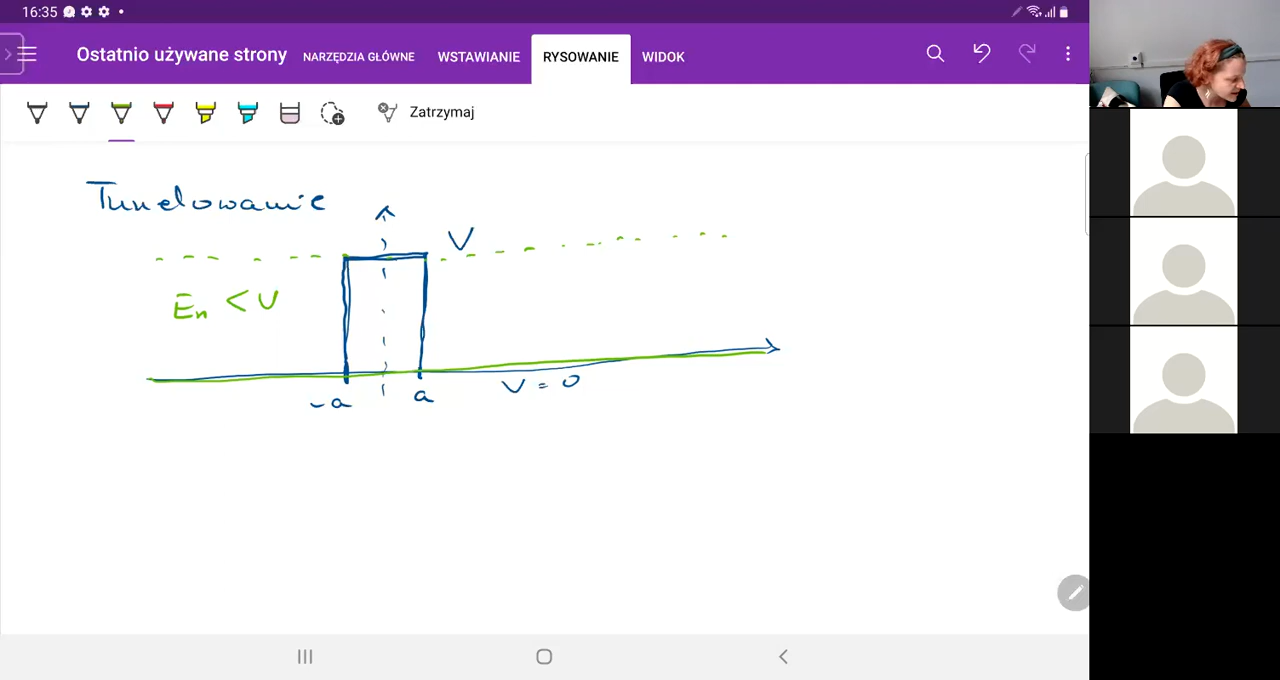 16:35
Ostatnio używane strony NARZĘDZIA GŁÓWNE WSTAWIANIE RYSOWANIE WIDOK
Zatrzymaj
Tunelowanie
V
En < V
V = 0
-a a